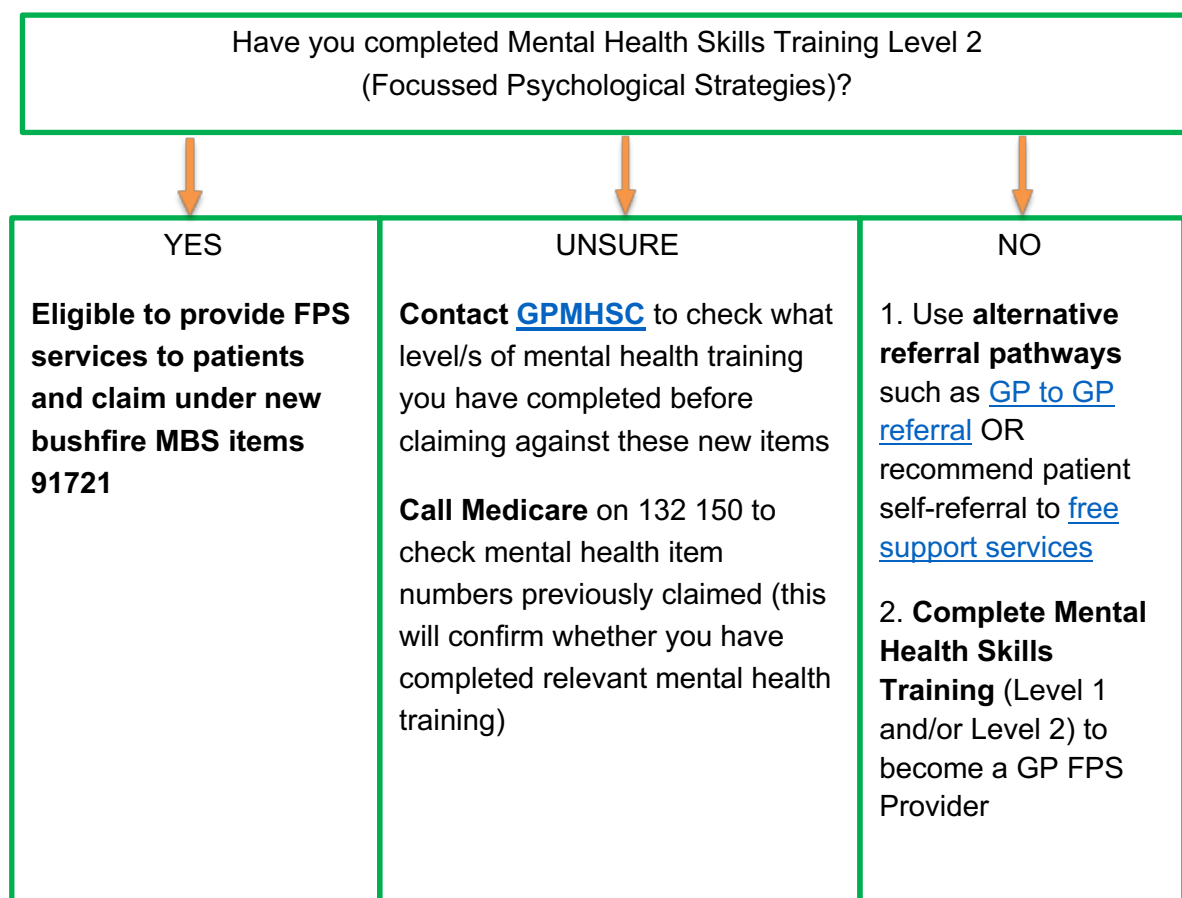 Have you completed Mental Health Skills Training Level 2
(Focussed Psychological Strategies)?
YES
Eligible to provide FPS
services to patients
and claim under new
bushfire MBS items
91721
UNSURE
Contact GPMHSC to check what
level/s of mental health training
you have completed before
claiming against these new items
Call Medicare on 132 150 to
check mental health item
numbers previously claimed (this
will confirm whether you have
completed relevant mental health
training)
NO
1. Use alternative
referral pathways
such as GP to GP
referral OR
recommend patient
self-referral to free
support services
2. Complete Mental
Health Skills
Training (Level 1
and/or Level 2) to
become a GP FPS
Provider